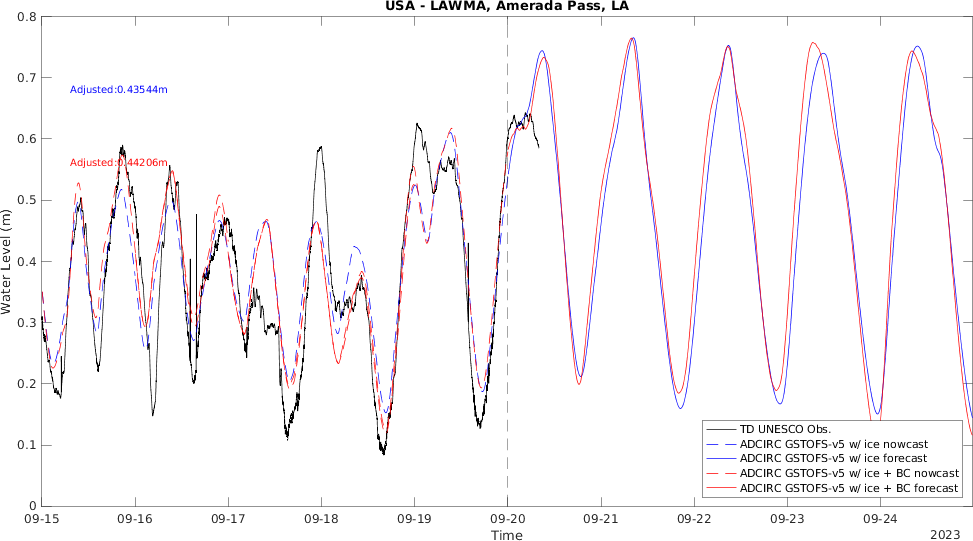 USA - LAWMA, Amerada Pass, LA
0.8
0.7
0.6
0.5
0.4
0.3
0.2
0.1
0
Water Level (m)
Adjusted:0.43544m
Adjusted:0.44206m
TD UNESCO Obs.
ADCIRC GSTOFS-v5 w/ ice nowcast
ADCIRC GSTOFS-v5 w/ ice forecast
ADCIRC GSTOFS-v5 w/ ice + BC nowcast
ADCIRC GSTOFS-v5 w/ ice + BC forecast
09-15 09-16 09-17 09-18 09-19 09-20 09-21 09-22 09-23 09-24
Time
2023